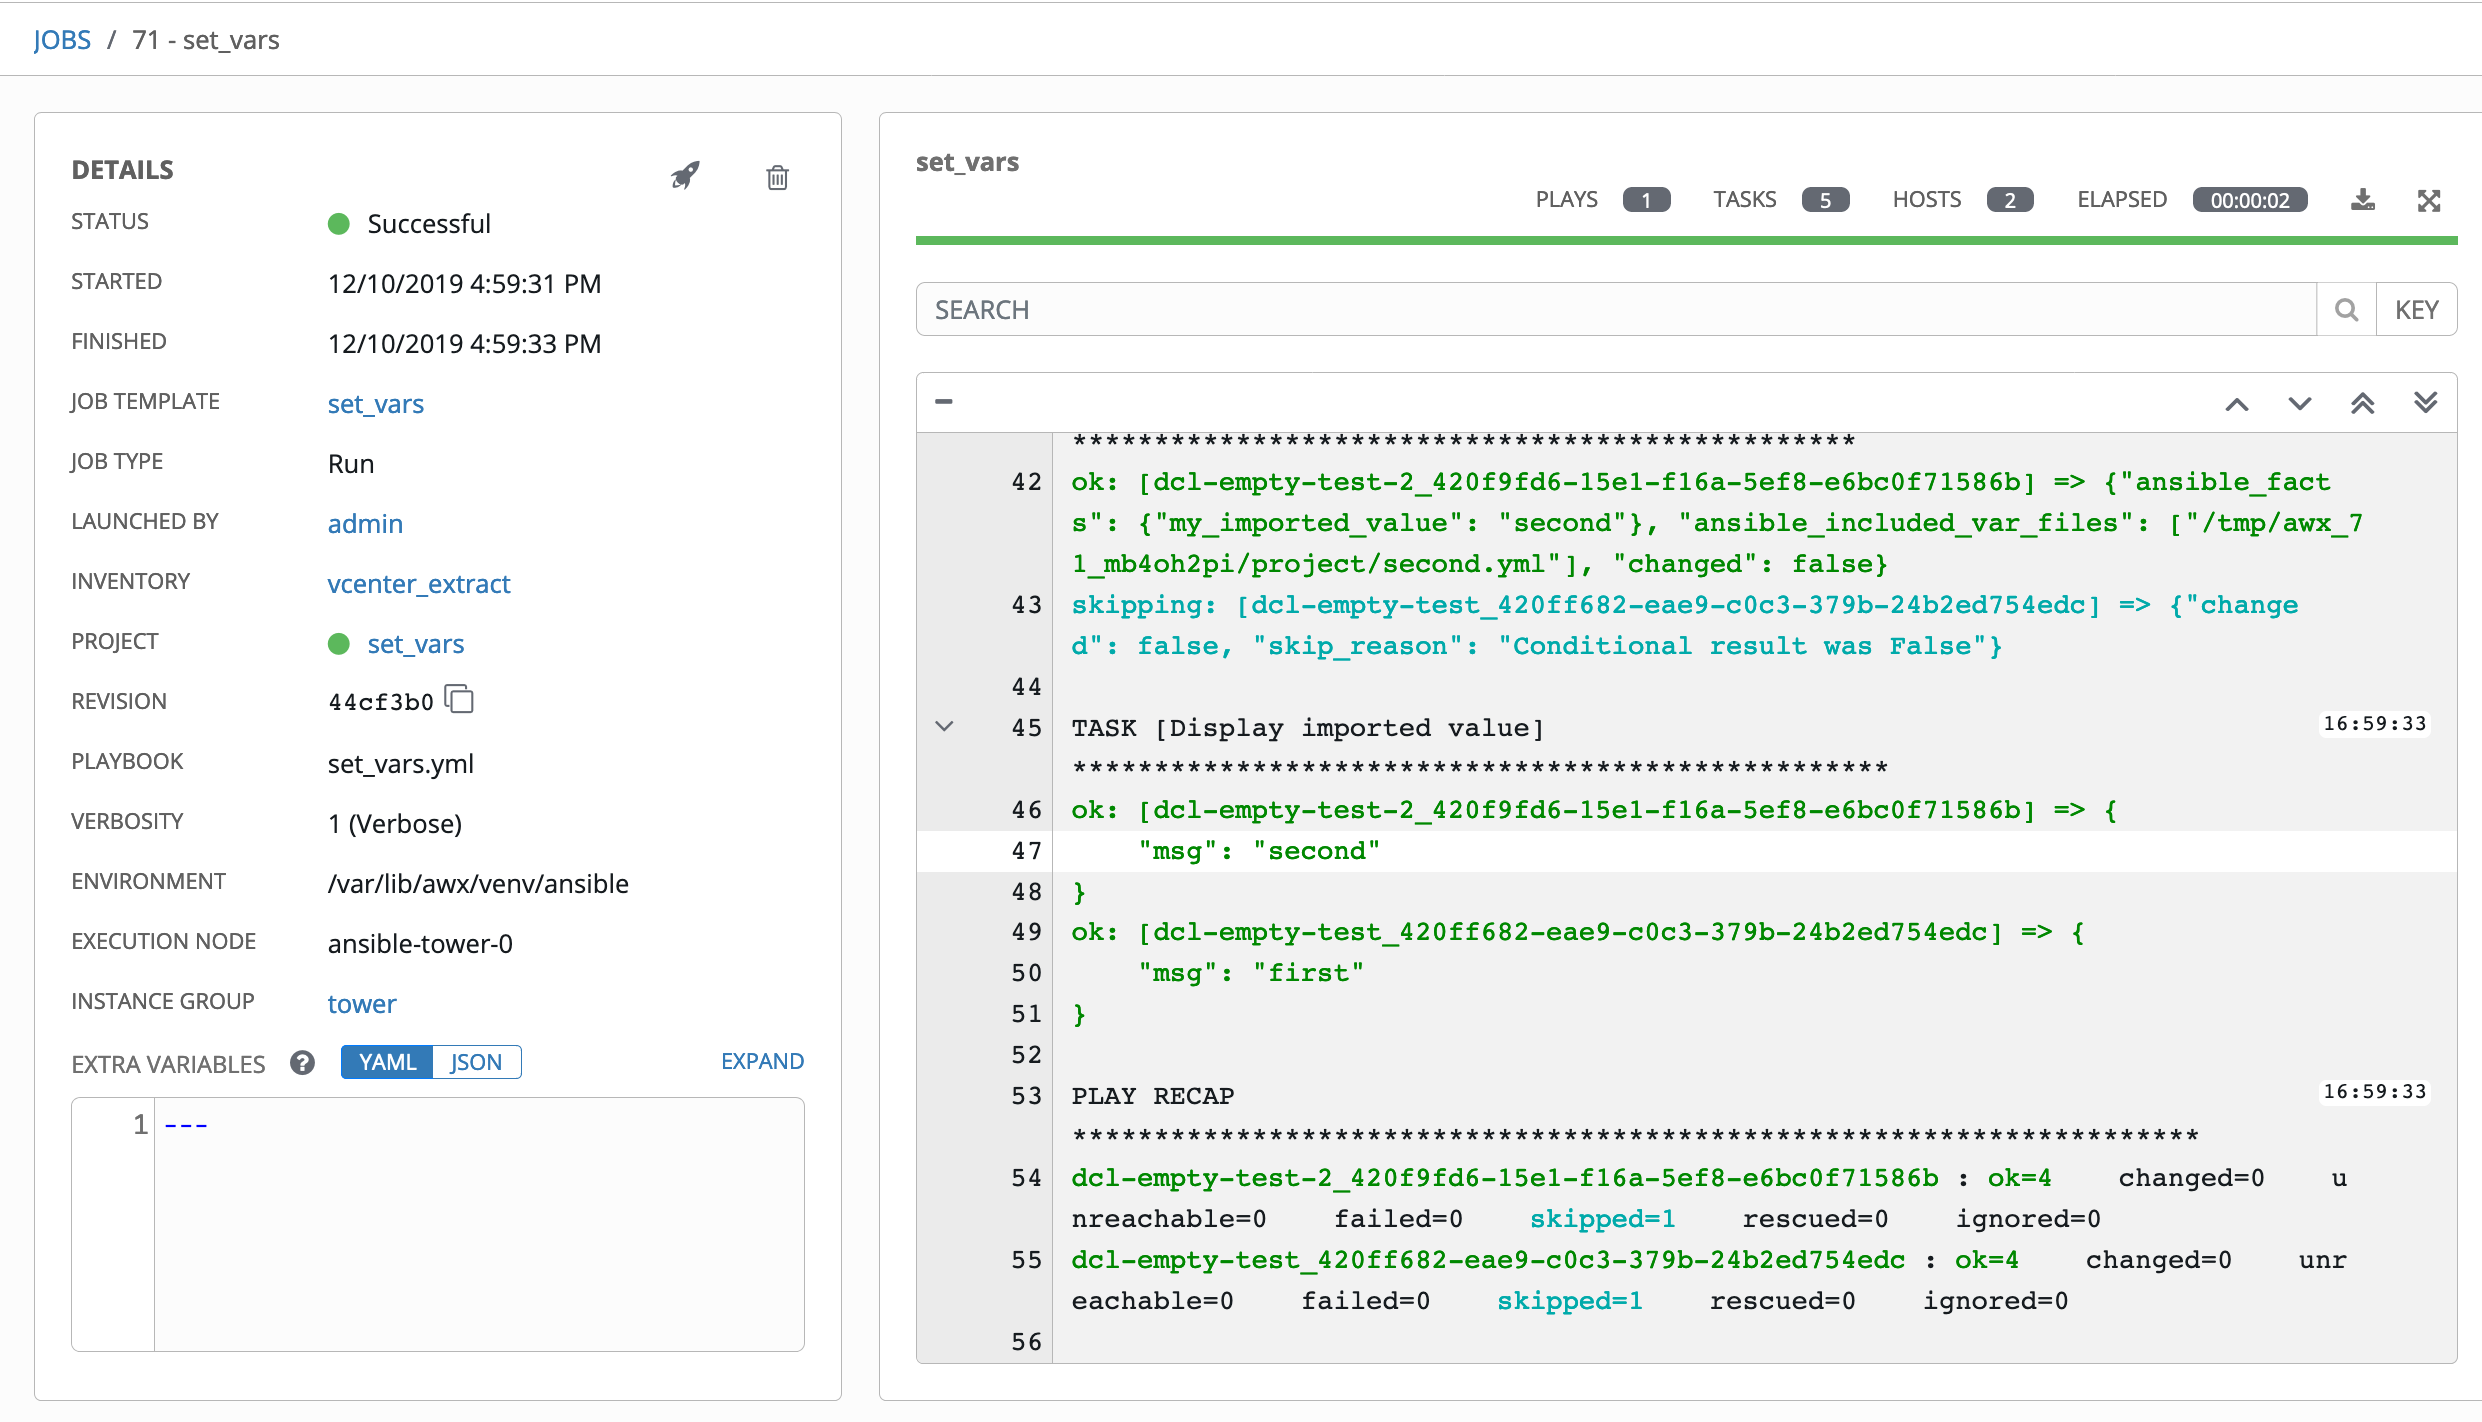 JOBS / 71 - set_vars
DETAILS
STATUS Successful
STARTED 12/10/2019 4:59:31 PM
FINISHED 12/10/2019 4:59:33 PM
JOB TEMPLATE set_vars
JOB TYPE Run
LAUNCHED BY admin
INVENTORY vcenter_extract
PROJECT set_vars
REVISION 44cf3b0
PLAYBOOK set_vars.yml
VERBOSITY 1 (Verbose)
ENVIRONMENT /var/lib/awx/venv/ansible
EXECUTION NODE ansible-tower-0
INSTANCE GROUP tower
EXTRA VARIABLES ? YAML JSON EXPAND
1 ---
set_vars
PLAYS 1 TASKS 5 HOSTS 2 ELAPSED 00:00:02
SEARCH KEY
************************************************
42 ok: [dcl-empty-test-2_420f9fd6-15e1-f16a-5ef8-e6bc0f71586b] => {"ansible_fact
s": {"my_imported_value": "second"}, "ansible_included_var_files": ["/tmp/awx_7
1_mb4oh2pi/project/second.yml"], "changed": false}
43 skipping: [dcl-empty-test_420ff682-eae9-c0c3-379b-24b2ed754edc] => {"change
d": false, "skip_reason": "Conditional result was False"}
44
45 TASK [Display imported value] 16:59:33
**************************************************
46 ok: [dcl-empty-test-2_420f9fd6-15e1-f16a-5ef8-e6bc0f71586b] => {
47 "msg": "second"
48 }
49 ok: [dcl-empty-test_420ff682-eae9-c0c3-379b-24b2ed754edc] => {
50 "msg": "first"
51 }
52
53 PLAY RECAP 16:59:33
*********************************************************************
54 dcl-empty-test-2_420f9fd6-15e1-f16a-5ef8-e6bc0f71586b : ok=4 changed=0 u
nreachable=0 failed=0 skipped=1 rescued=0 ignored=0
55 dcl-empty-test_420ff682-eae9-c0c3-379b-24b2ed754edc : ok=4 changed=0 unr
eachable=0 failed=0 skipped=1 rescued=0 ignored=0
56